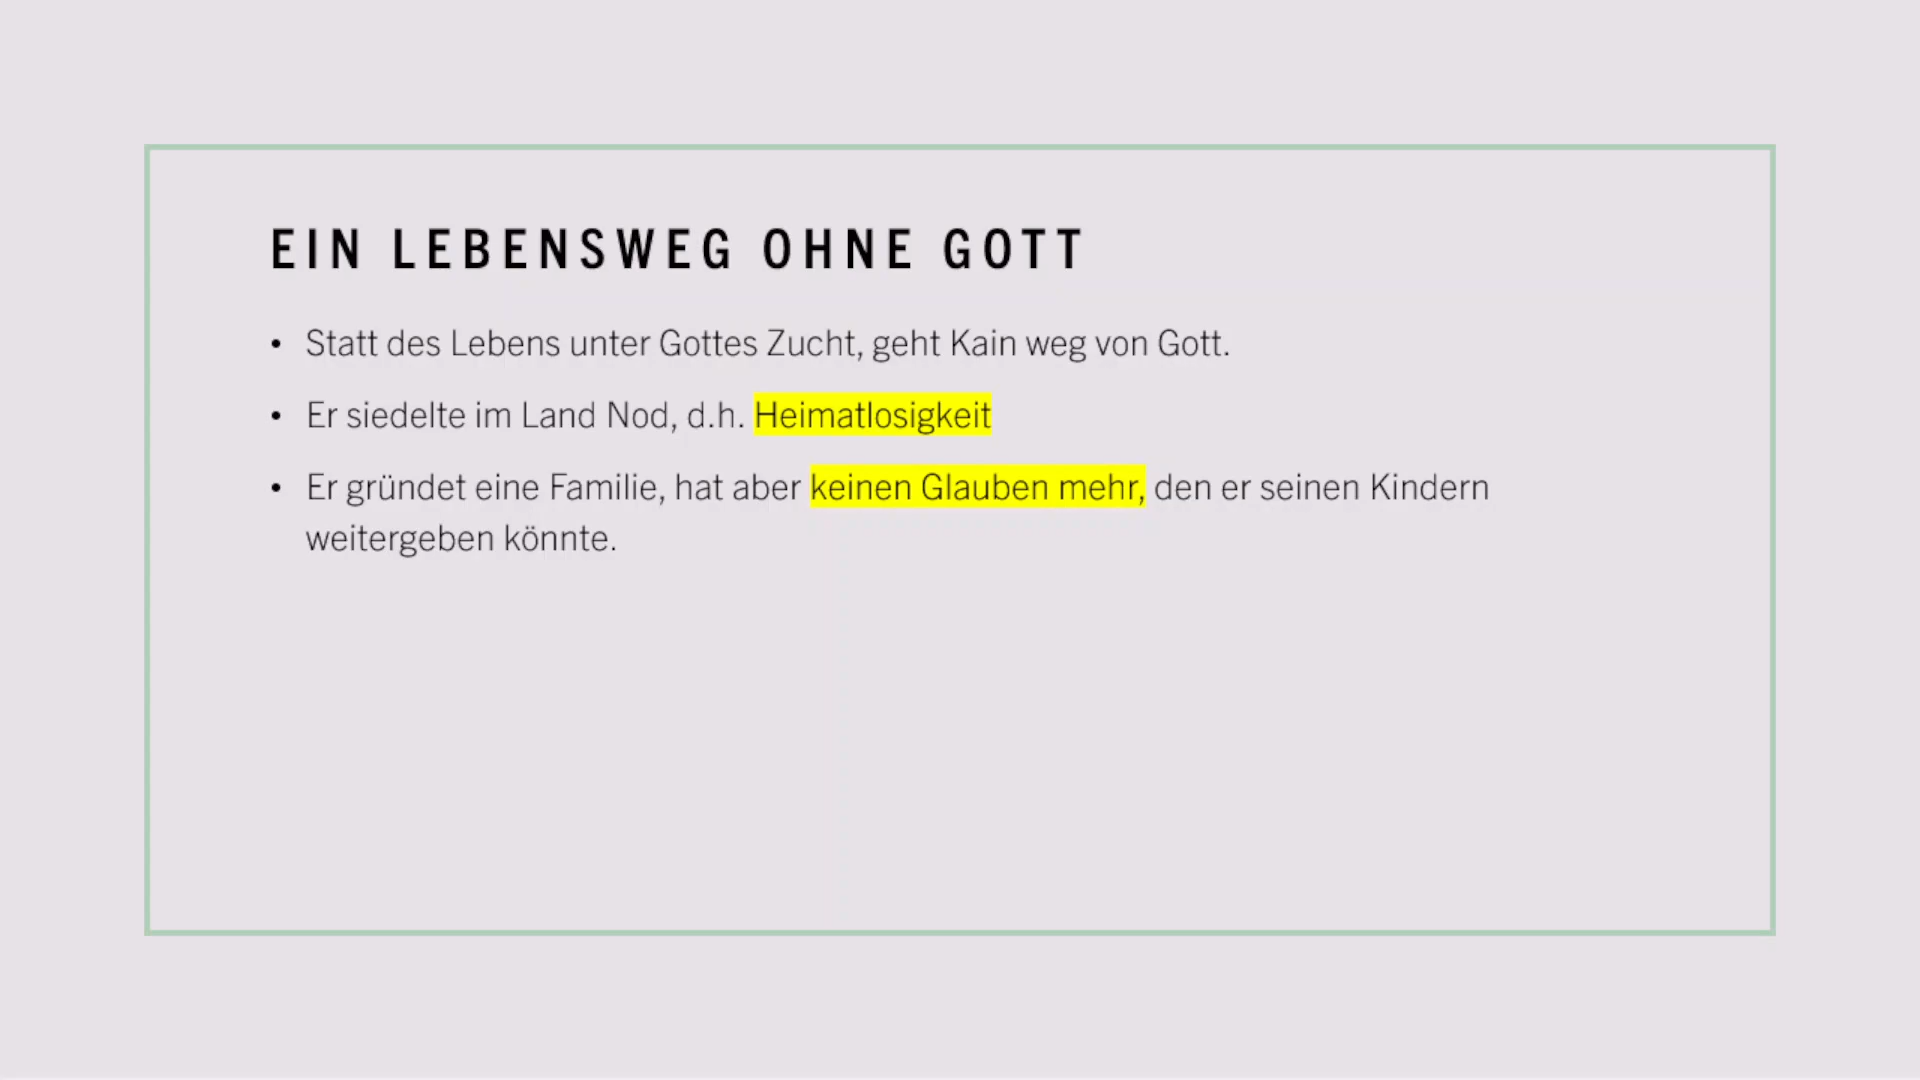 EIN LEBENSWEG OHNE GOTT
• Statt des Lebens unter Gottes Zucht, geht Kain weg von Gott.
• Er siedelte im Land Nod, d.h. Heimatlosigkeit
• Er gründet eine Familie, hat aber keinen Glauben mehr, den er seinen Kindern
weitergeben könnte.